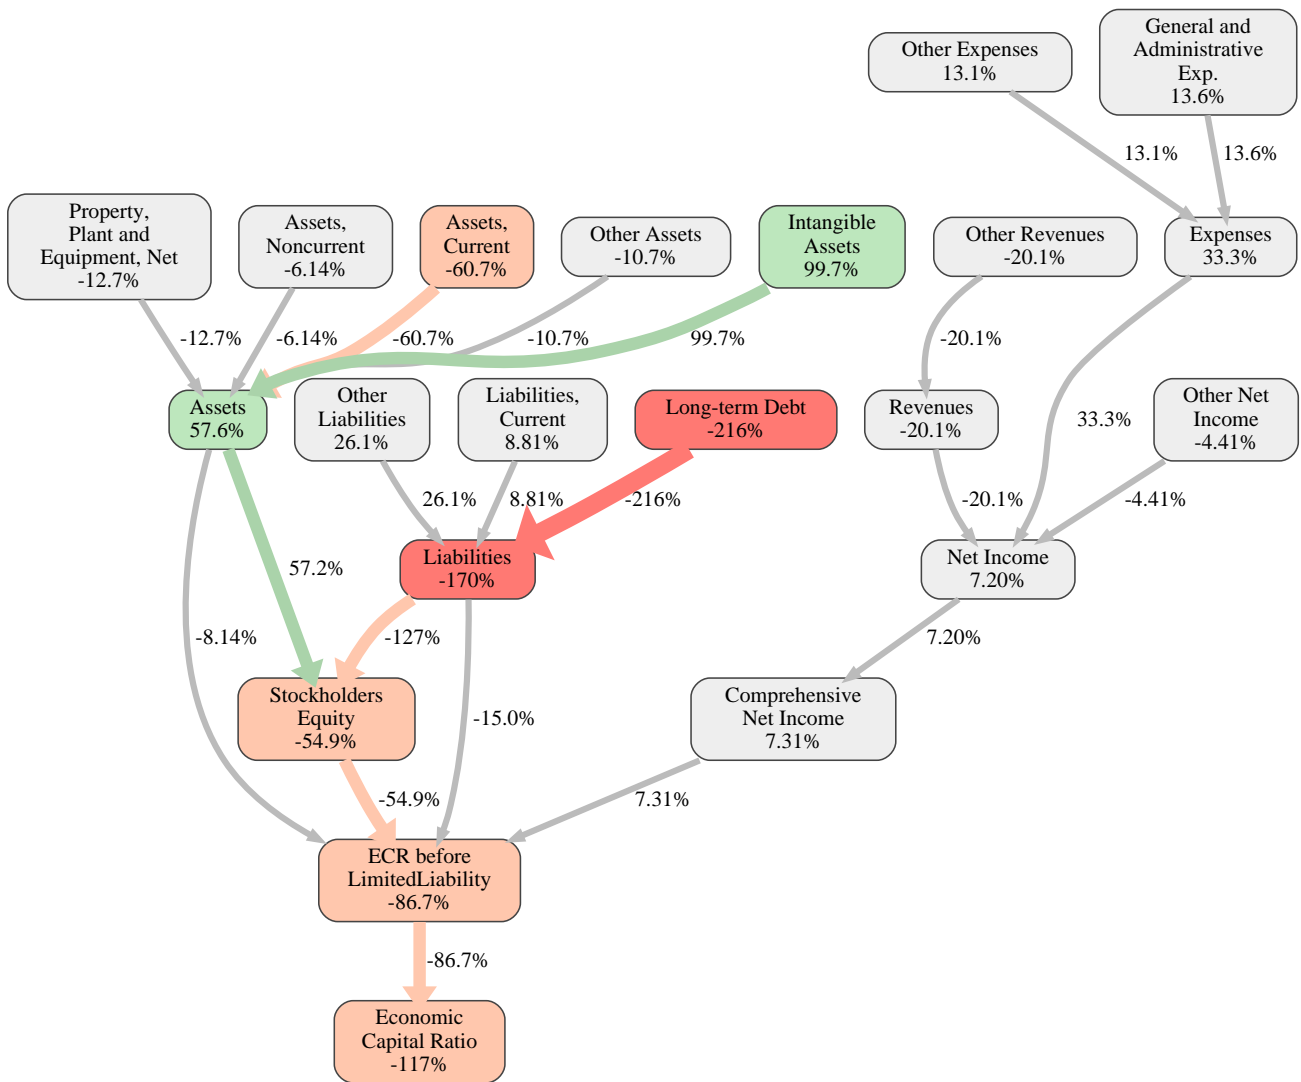 Other Expenses
13.1%
General and
Administrative
Exp.
13.6%
13.1%
13.6%
Property,
Plant and
Equipment, Net
-12.7%
Assets,
Noncurrent
-6.14%
Assets,
Current
-60.7%
Other Assets
-10.7%
Intangible
Assets
99.7%
Other Revenues
-20.1%
Expenses
33.3%
-12.7%
-6.14%
-60.7%
-10.7%
99.7%
-20.1%
Assets
57.6%
Other
Liabilities
26.1%
Liabilities,
Current
8.81%
Long-term Debt
-216%
Revenues
-20.1%
33.3%
Other Net
Income
-4.41%
26.1%
8.81%
-216%
-20.1%
-4.41%
57.2%
Liabilities
-170%
Net Income
7.20%
-8.14%
-127%
7.20%
Stockholders
Equity
-54.9%
-15.0%
Comprehensive
Net Income
7.31%
-54.9%
7.31%
ECR before
LimitedLiability
-86.7%
-86.7%
Economic
Capital Ratio
-117%